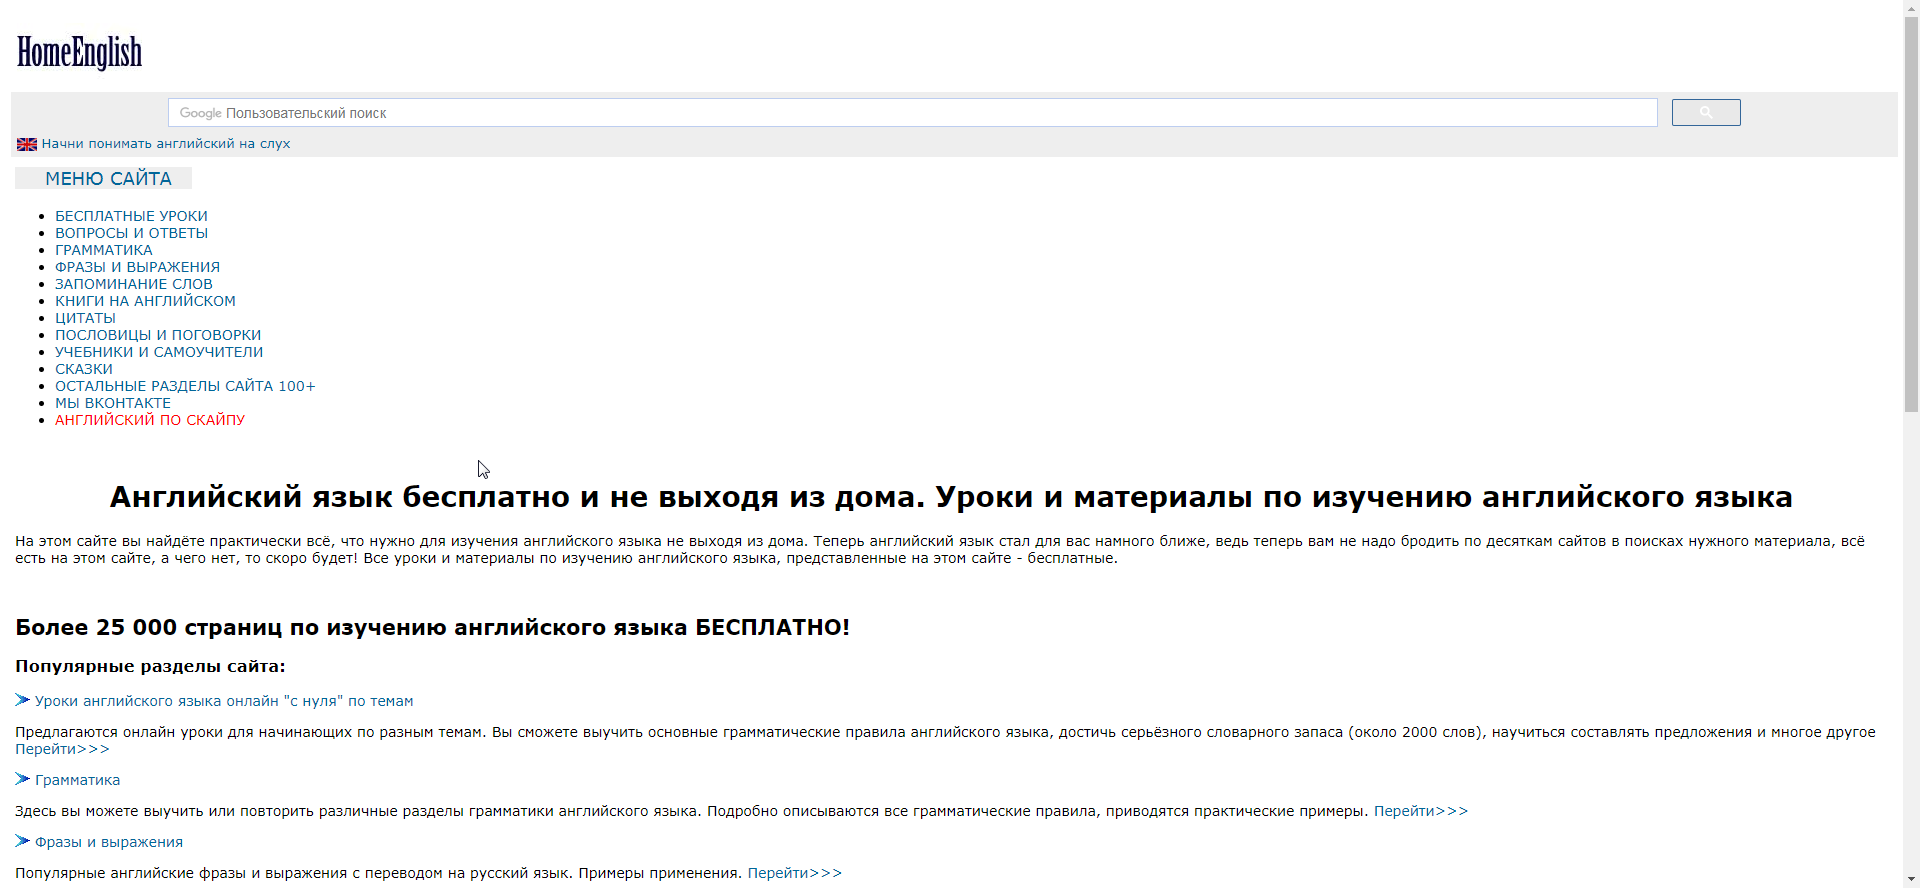 HomeEnglish
Google Пользовательский поиск
Начни понимать английский на слух
МЕНЮ САЙТА
БЕСПЛАТНЫЕ УРОКИ
ВОПРОСЫ И ОТВЕТЫ
ГРАММАТИКА
ФРАЗЫ И ВЫРАЖЕНИЯ
ЗАПОМИНАНИЕ СЛОВ
КНИГИ НА АНГЛИЙСКОМ
ЦИТАТЫ
ПОСЛОВИЦЫ И ПОГОВОРКИ
УЧЕБНИКИ И САМОУЧИТЕЛИ
СКАЗКИ
ОСТАЛЬНЫЕ РАЗДЕЛЫ САЙТА 100+
МЫ ВКОНТАКТЕ
АНГЛИЙСКИЙ ПО СКАЙПУ
Английский язык бесплатно и не выходя из дома. Уроки и материалы по изучению английского языка
На этом сайте вы найдёте практически всё, что нужно для изучения английского языка не выходя из дома. Теперь английский язык стал для вас намного ближе, ведь теперь вам не надо бродить по десяткам сайтов в поисках нужного материала, всё
есть на этом сайте, а чего нет, то скоро будет! Все уроки и материалы по изучению английского языка, представленные на этом сайте - бесплатные.
Более 25 000 страниц по изучению английского языка БЕСПЛАТНО!
Популярные разделы сайта:
Уроки английского языка онлайн "с нуля" по темам
Предлагаются онлайн уроки для начинающих по разным темам. Вы сможете выучить основные грамматические правила английского языка, достичь серьёзного словарного запаса (около 2000 слов), научиться составлять предложения и многое другое
Перейти>>>
Грамматика
Здесь вы можете выучить или повторить различные разделы грамматики английского языка. Подробно описываются все грамматические правила, приводятся практические примеры. Перейти>>>
Фразы и выражения
Популярные английские фразы и выражения с переводом на русский язык. Примеры применения. Перейти>>>